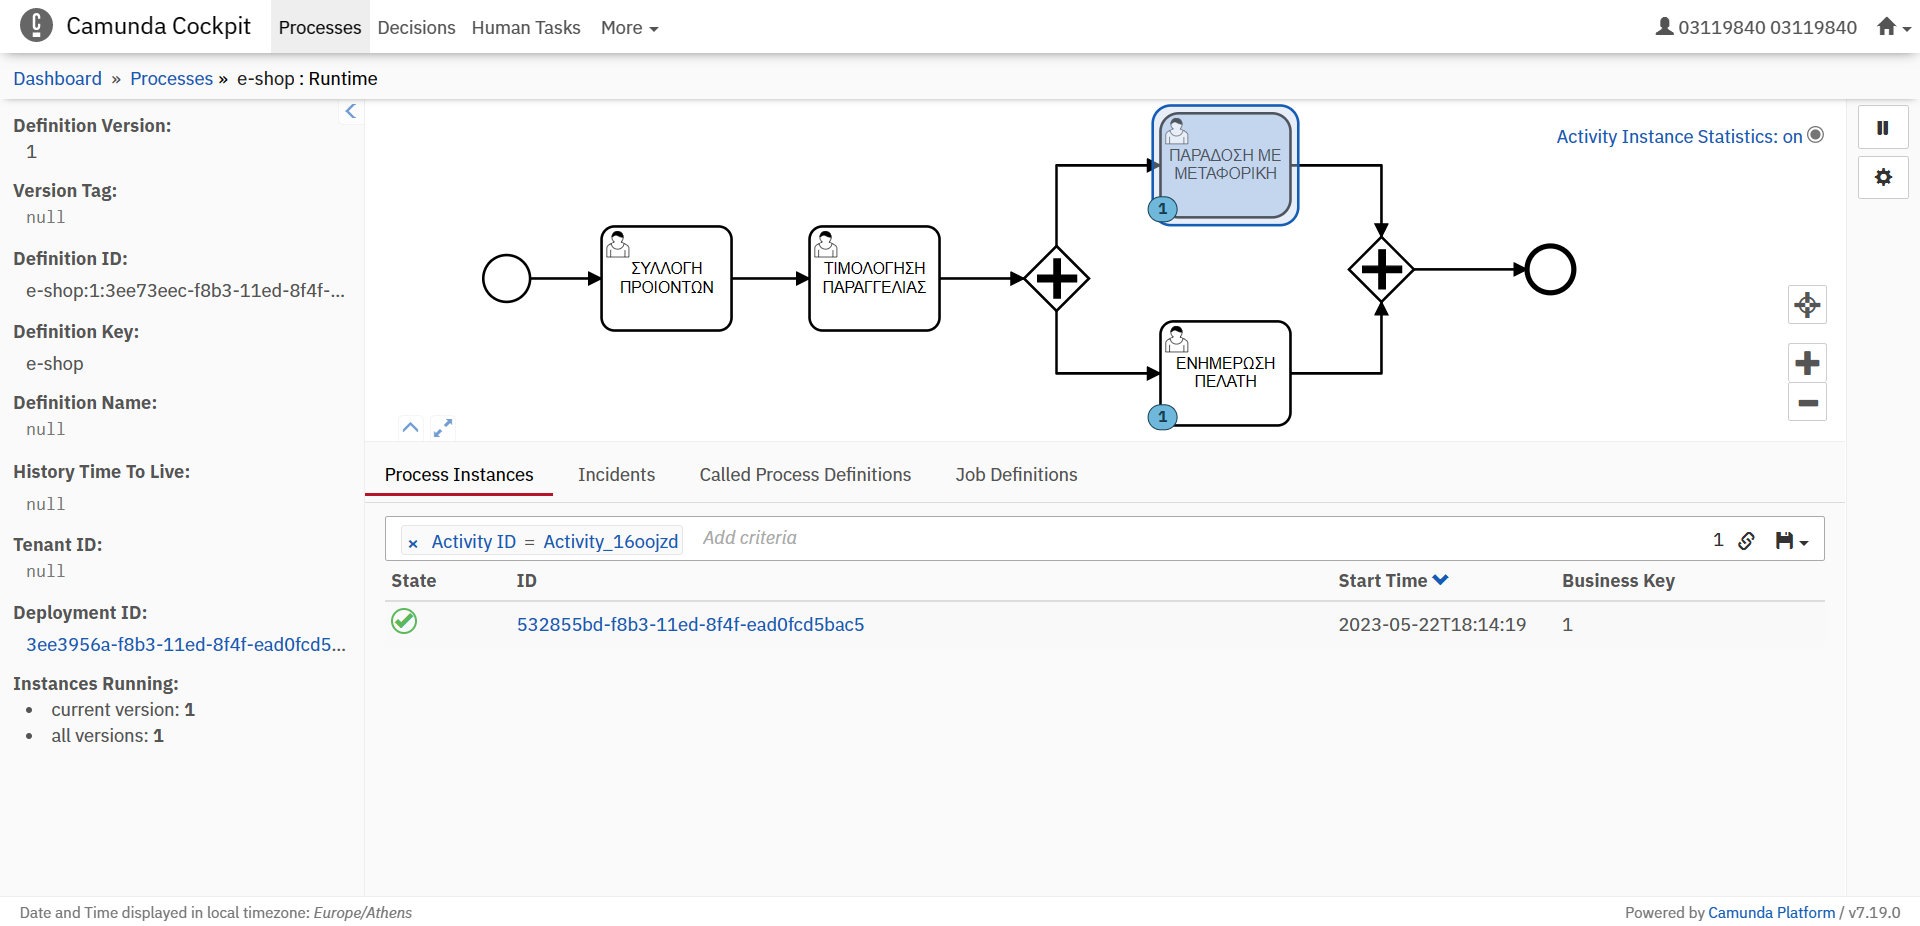 Camunda Cockpit Processes Decisions Human Tasks More 03119840 03119840
Dashboard » Processes » e-shop : Runtime
Definition Version:
1
Version Tag:
null
Definition ID:
e-shop:1:3ee73eec-f8b3-11ed-8f4f-...
Definition Key:
e-shop
Definition Name:
null
History Time To Live:
null
Tenant ID:
null
Deployment ID:
3ee3956a-f8b3-11ed-8f4f-ead0fcd5...
Instances Running:
• current version: 1
• all versions: 1
Activity Instance Statistics: on
ΣΥΛΛΟΓΗ
ΠΡΟΙΟΝΤΩΝ
ΤΙΜΟΛΟΓΗΣΗ
ΠΑΡΑΓΓΕΛΙΑΣ
ΠΑΡΑΔΟΣΗ ΜΕ
ΜΕΤΑΦΟΡΙΚΗ
1
ΕΝΗΜΕΡΩΣΗ
ΠΕΛΑΤΗ
1
Process Instances Incidents Called Process Definitions Job Definitions
× Activity ID = Activity_16oojzd Add criteria 1
State ID Start Time Business Key
532855bd-f8b3-11ed-8f4f-ead0fcd5bac5 2023-05-22T18:14:19 1
Date and Time displayed in local timezone: Europe/Athens
Powered by Camunda Platform / v7.19.0